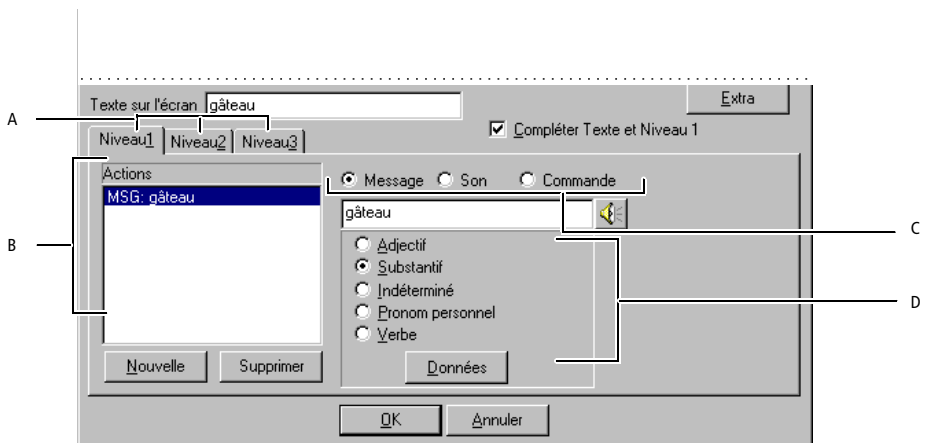 Texte sur l'écran gâteau
Extra
A
Compléter Texte et Niveau 1
Niveau1 Niveau2 Niveau3
Actions
Message Son Commande
MSG: gâteau
gâteau
C
B
Adjectif
Substantif
Indéterminé
D
Pronom personnel
Verbe
Nouvelle Supprimer Données
OK Annuler